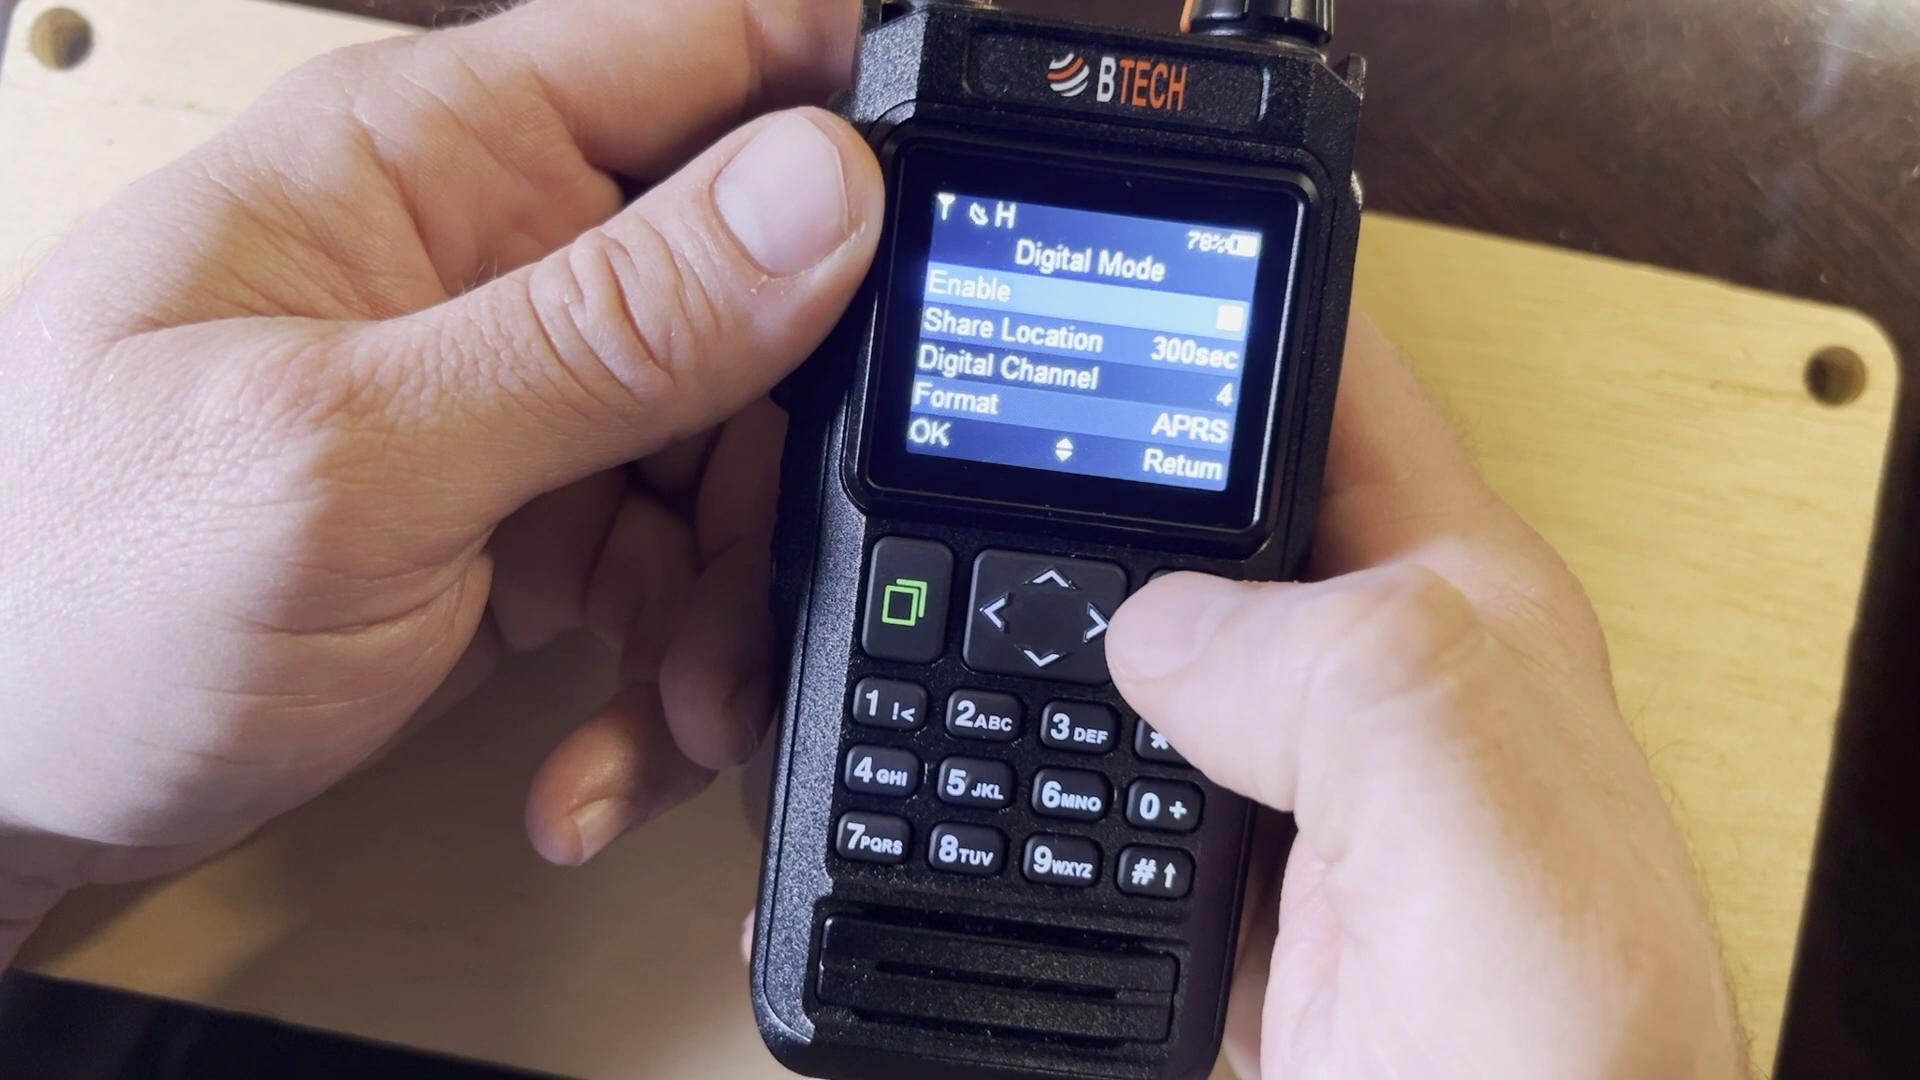 BTECH
H
78%
Digital Mode
Enable
Share Location 300sec
Digital Channel 4
Format APRS
OK Return
1 !< 2ABC 3DEF *
4GHI 5JKL 6MNO 0 +
7PQRS 8TUV 9WXYZ # ↑